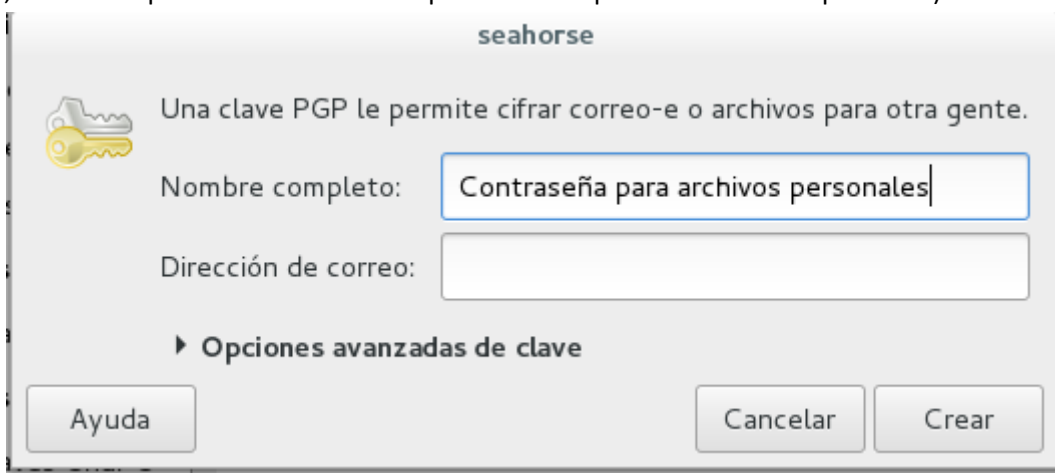 seahorse
Una clave PGP le permite cifrar correo-e o archivos para otra gente.
Nombre completo: Contraseña para archivos personales
Dirección de correo:
Opciones avanzadas de clave
Ayuda Cancelar Crear